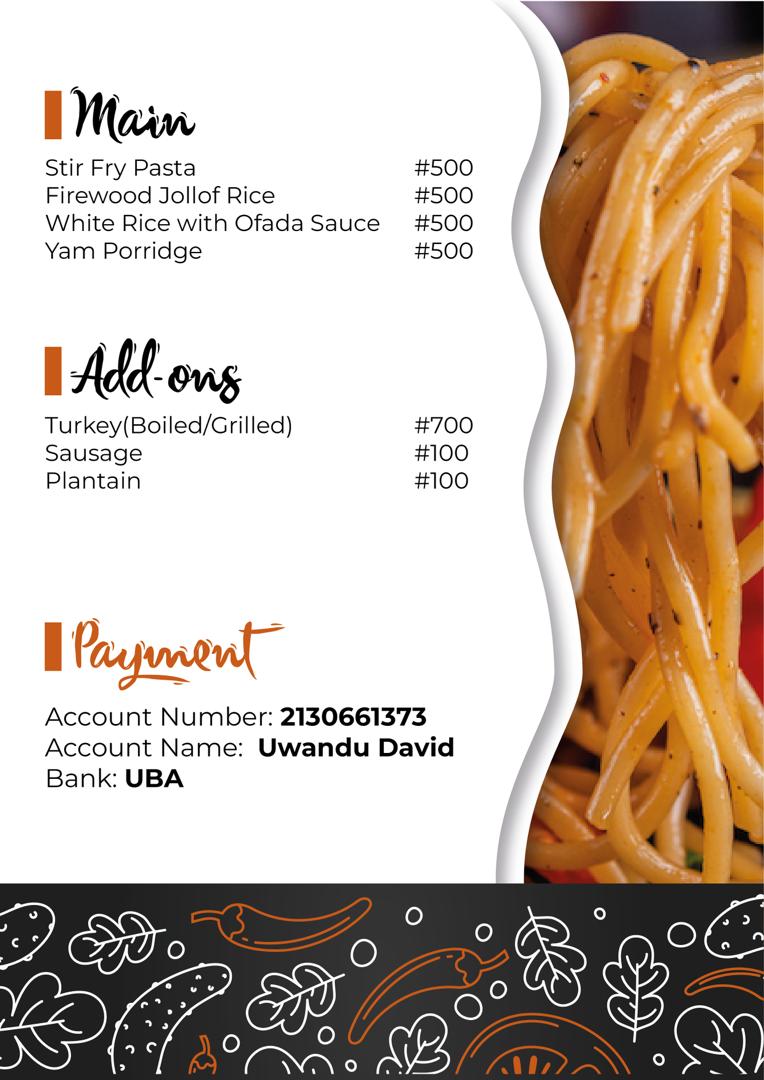 Main
Stir Fry Pasta #500
Firewood Jollof Rice #500
White Rice with Ofada Sauce #500
Yam Porridge #500
Add-ons
Turkey(Boiled/Grilled) #700
Sausage #100
Plantain #100
Payment
Account Number: 2130661373
Account Name: Uwandu David
Bank: UBA